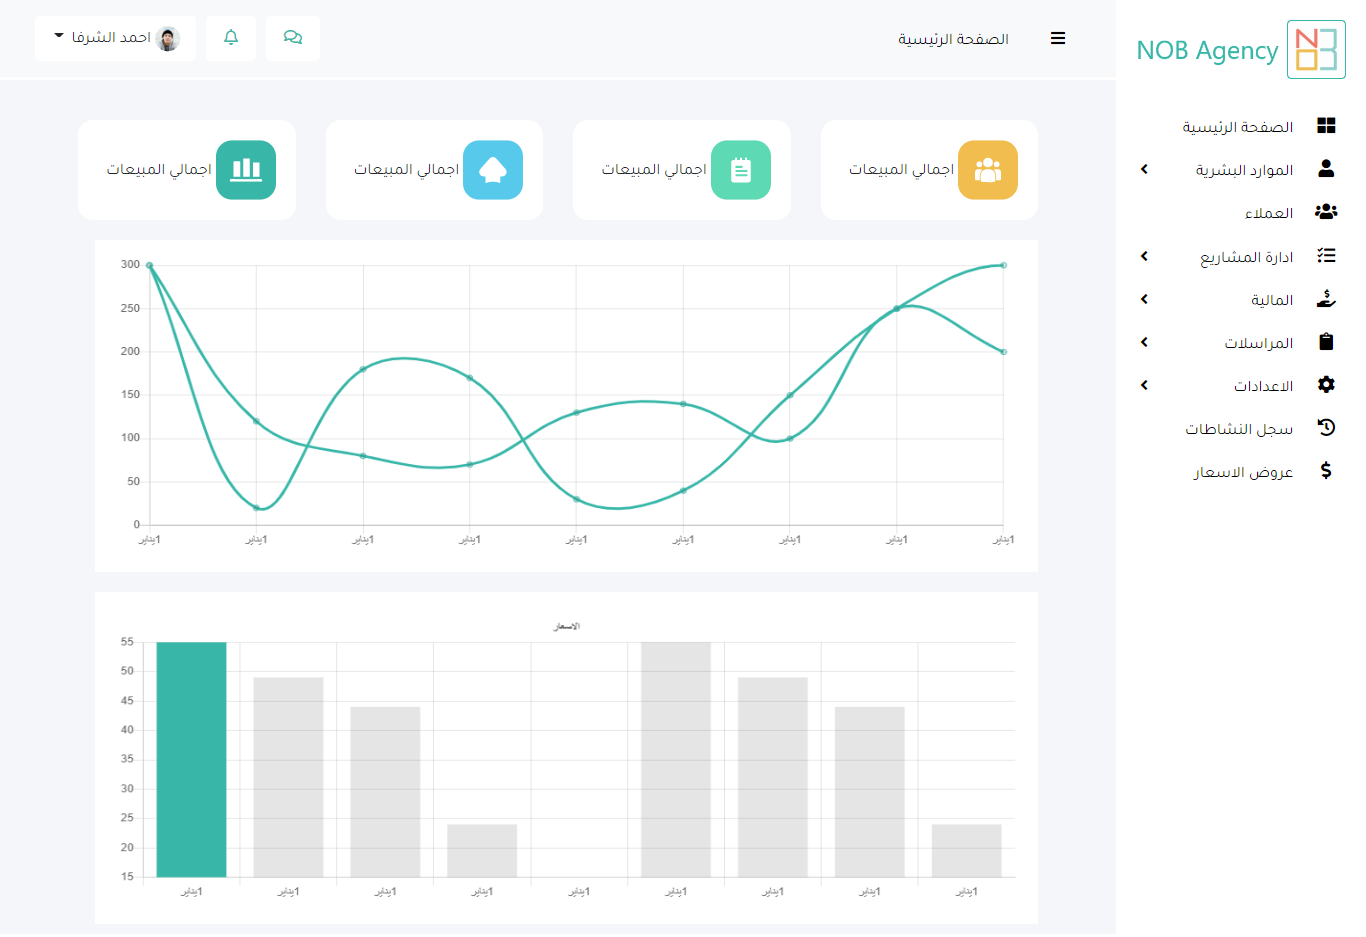 NOB Agency
الصفحة الرئيسية
الموارد البشرية
العملاء
ادارة المشاريع
المالية
المراسلات
الاعدادات
سجل النشاطات
عروض الاسعار
الصفحة الرئيسية
احمد الشرفا
اجمالي المبيعات
اجمالي المبيعات
اجمالي المبيعات
اجمالي المبيعات
300
250
200
150
100
50
0
1يناير 1يناير 1يناير 1يناير 1يناير 1يناير 1يناير 1يناير 1يناير
الاسعار
55
50
45
40
35
30
25
20
15
1يناير 1يناير 1يناير 1يناير 1يناير 1يناير 1يناير 1يناير 1يناير